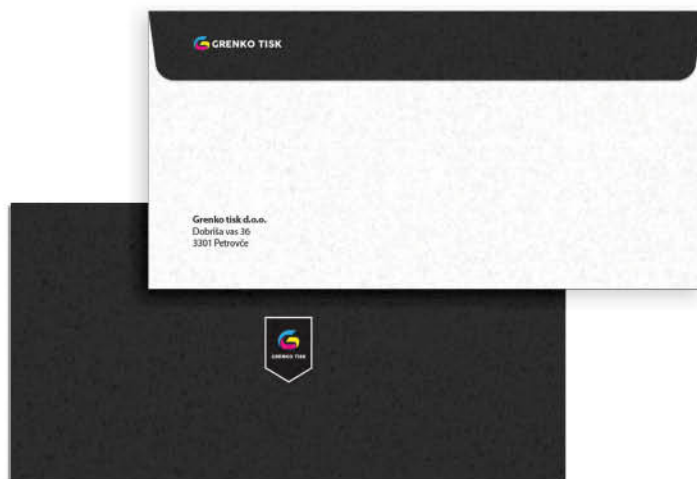 GRENKO TISK
Grenko tisk d.o.o.
Dobriša vas 36
3301 Petrovče
GRENKO TISK